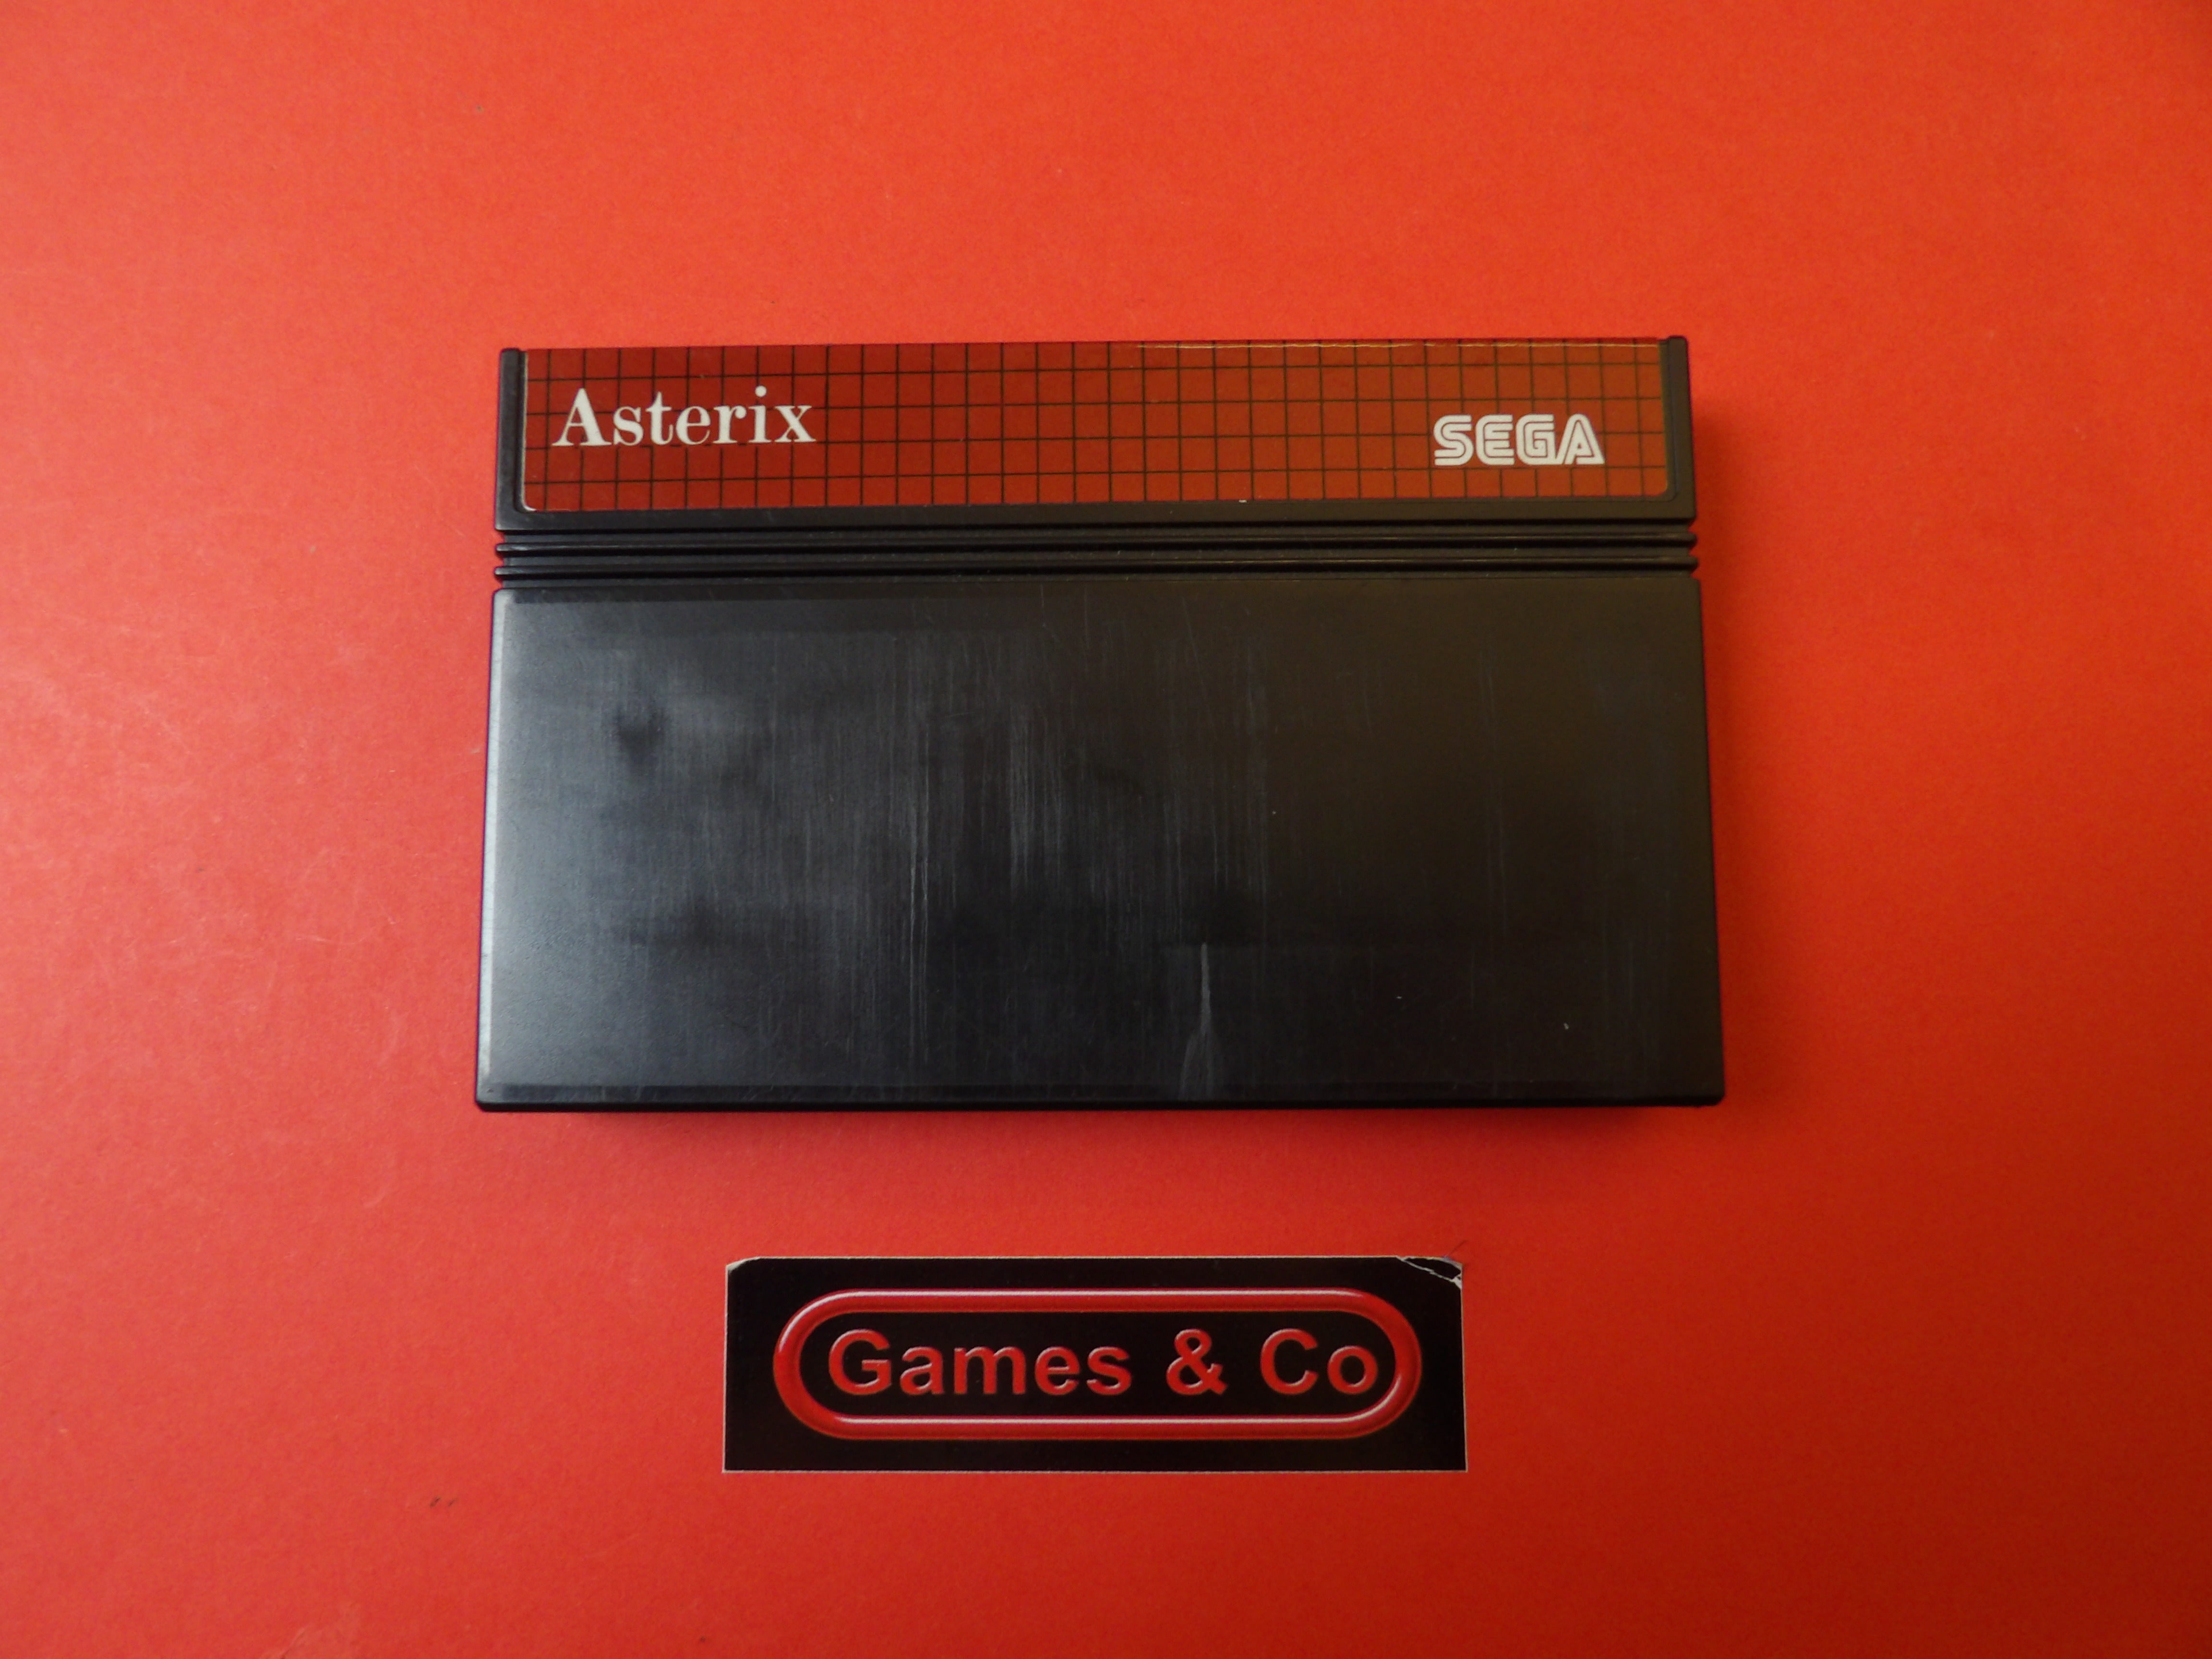 Asterix
SEGA
Games & Co